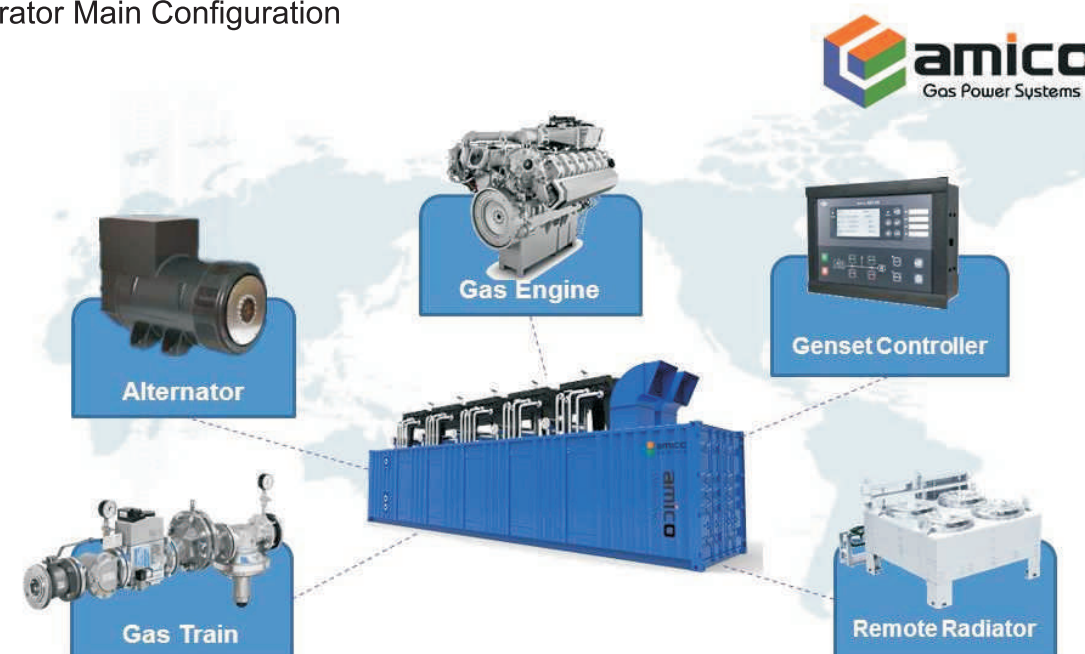 rator Main Configuration
amico
Gas Power Systems
Gas Engine
Genset Controller
Alternator
amico
amico
Gas Train
Remote Radiator